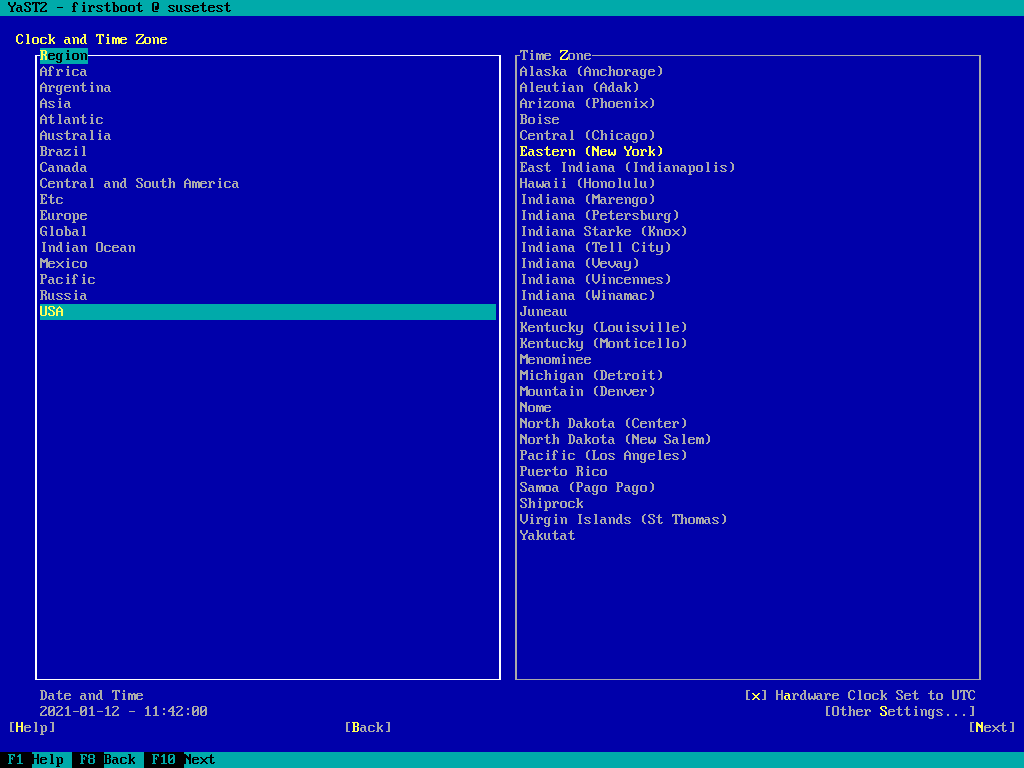 YaST2 - firstboot @ susetest
Clock and Time Zone
Region
Africa
Argentina
Asia
Atlantic
Australia
Brazil
Canada
Central and South America
Etc
Europe
Global
Indian Ocean
Mexico
Pacific
Russia
USA
Time Zone
Alaska (Anchorage)
Aleutian (Adak)
Arizona (Phoenix)
Boise
Central (Chicago)
Eastern (New York)
East Indiana (Indianapolis)
Hawaii (Honolulu)
Indiana (Marengo)
Indiana (Petersburg)
Indiana Starke (Knox)
Indiana (Tell City)
Indiana (Vevay)
Indiana (Vincennes)
Indiana (Winamac)
Juneau
Kentucky (Louisville)
Kentucky (Monticello)
Menominee
Michigan (Detroit)
Mountain (Denver)
Nome
North Dakota (Center)
North Dakota (New Salem)
Pacific (Los Angeles)
Puerto Rico
Samoa (Pago Pago)
Shiprock
Virgin Islands (St Thomas)
Yakutat
Date and Time
2021-01-12 - 11:42:00
[x] Hardware Clock Set to UTC
[Other Settings...]
[Help] [Back] [Next]
F1 Help F8 Back F10 Next